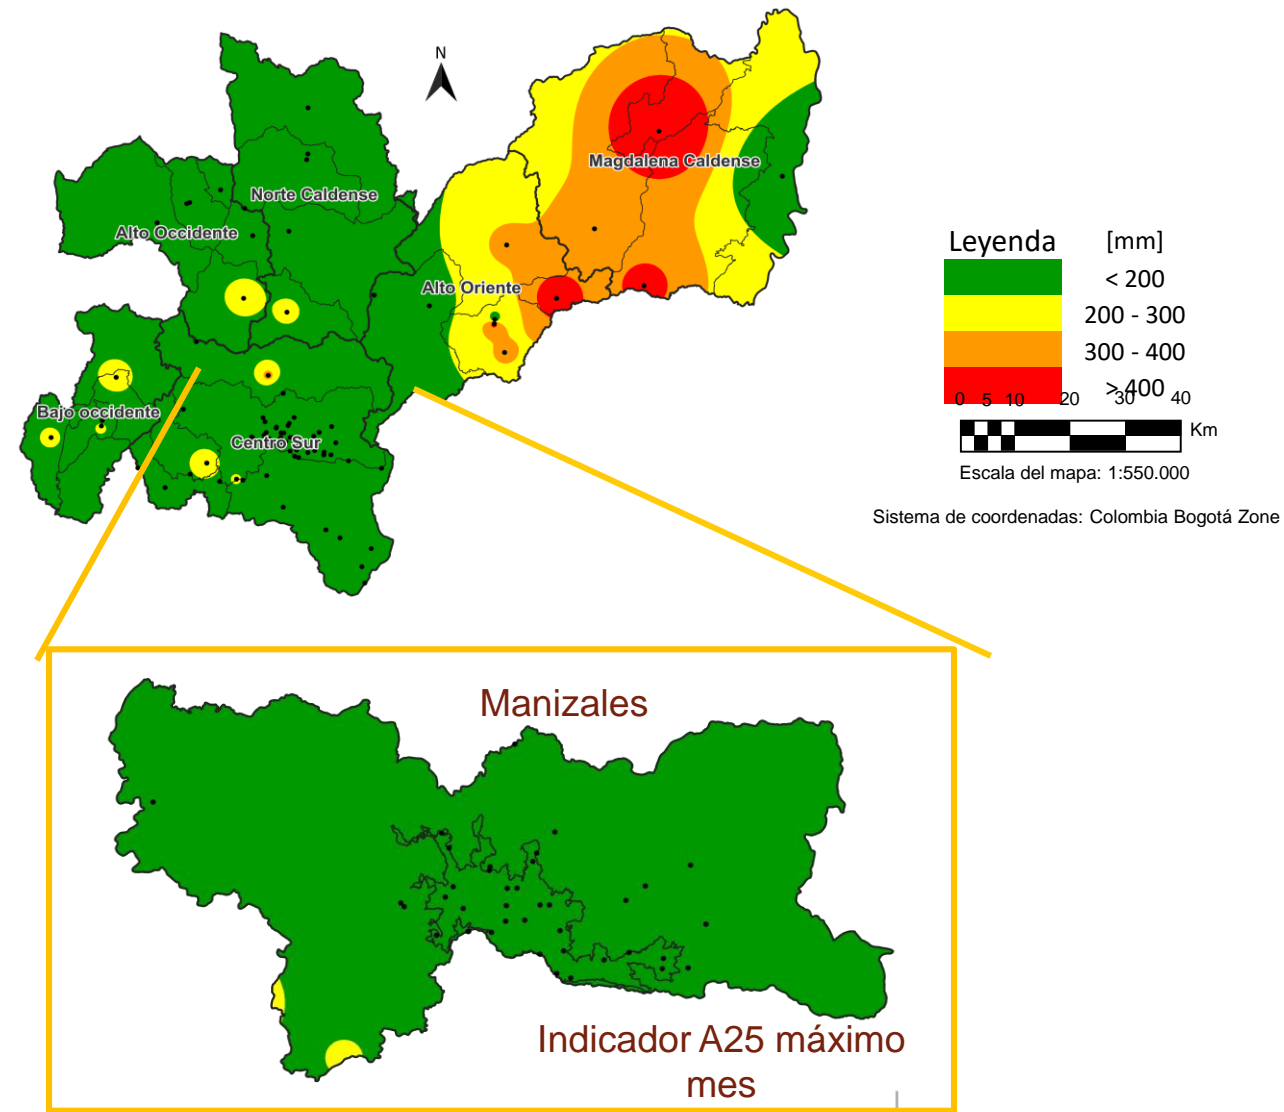 N
Magdalena Caldense
Norte Caldense
Alto Occidente
Alto Oriente
Bajo occidente
Centro Sur
Leyenda [mm]
< 200
200 - 300
300 - 400
> 400
0 5 10 20 30 40
Km
Escala del mapa: 1:550.000
Sistema de coordenadas: Colombia Bogotá Zone
Manizales
Indicador A25 máximo
mes